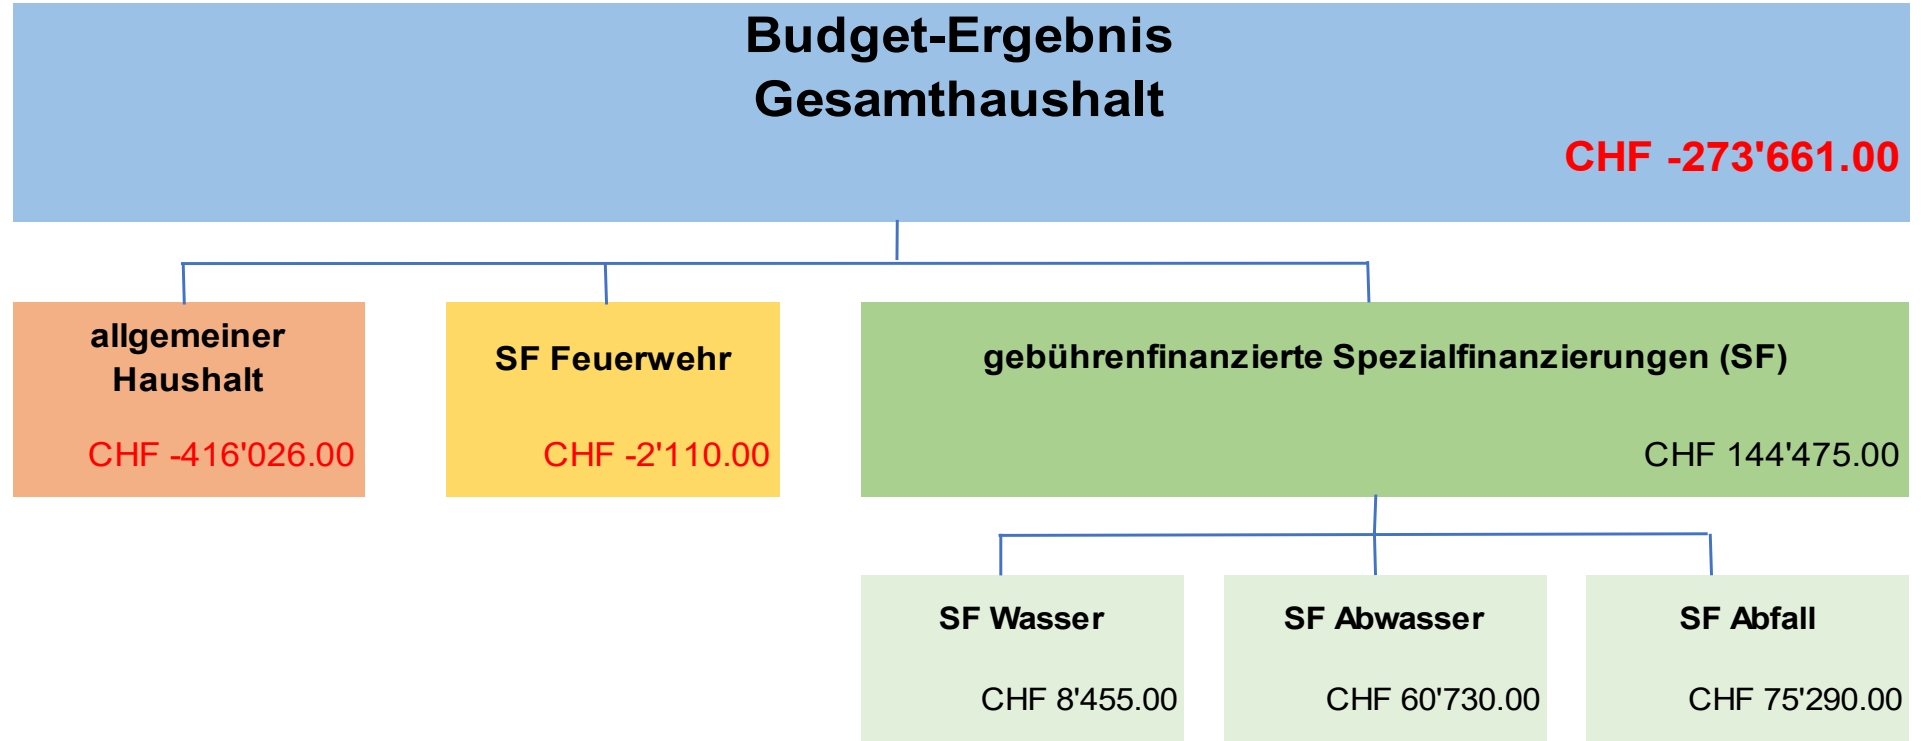 Budget-Ergebnis
Gesamthaushalt
CHF -273'661.00
allgemeiner
Haushalt
CHF -416'026.00
SF Feuerwehr
CHF -2'110.00
gebührenfinanzierte Spezialfinanzierungen (SF)
CHF 144'475.00
SF Wasser
CHF 8'455.00
SF Abwasser
CHF 60'730.00
SF Abfall
CHF 75'290.00